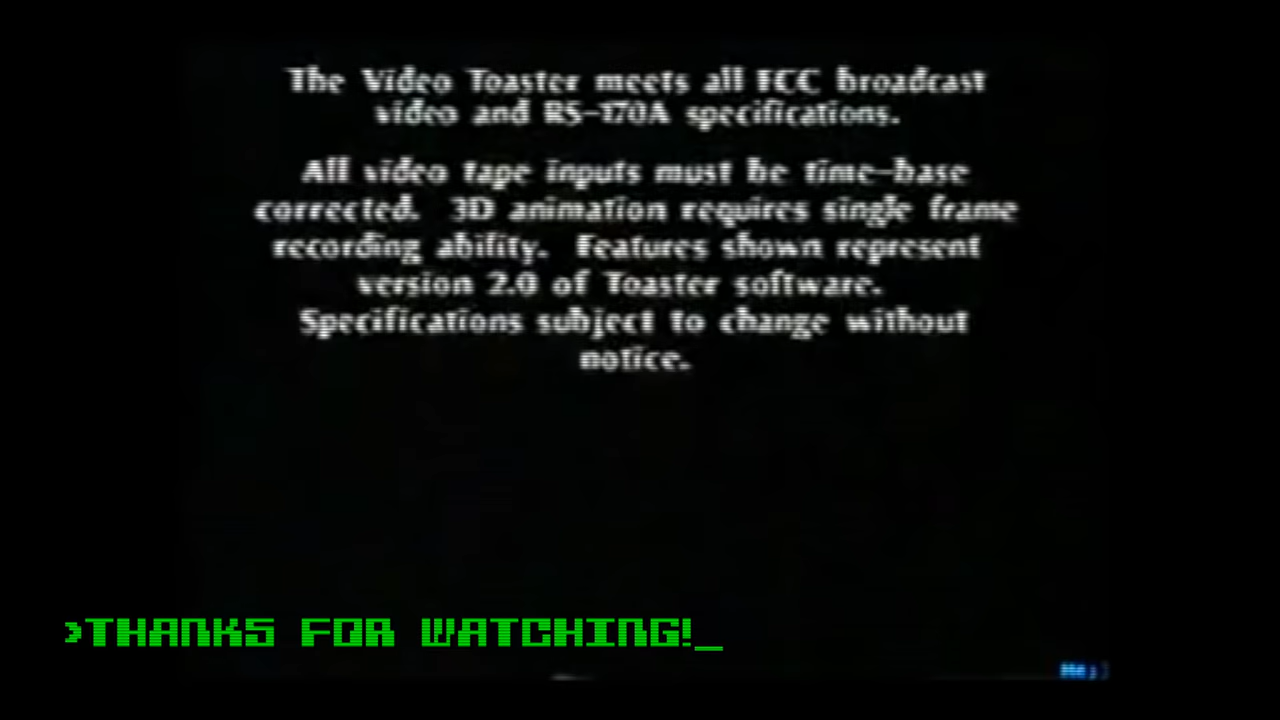 The Video Toaster meets all FCC broadcast
video and RS-170A specifications.
All video tape inputs must be time-base
corrected. 3D animation requires single frame
recording ability. Features shown represent
version 2.0 of Toaster software.
Specifications subject to change without
notice.
>THANKS FOR WATCHING!_